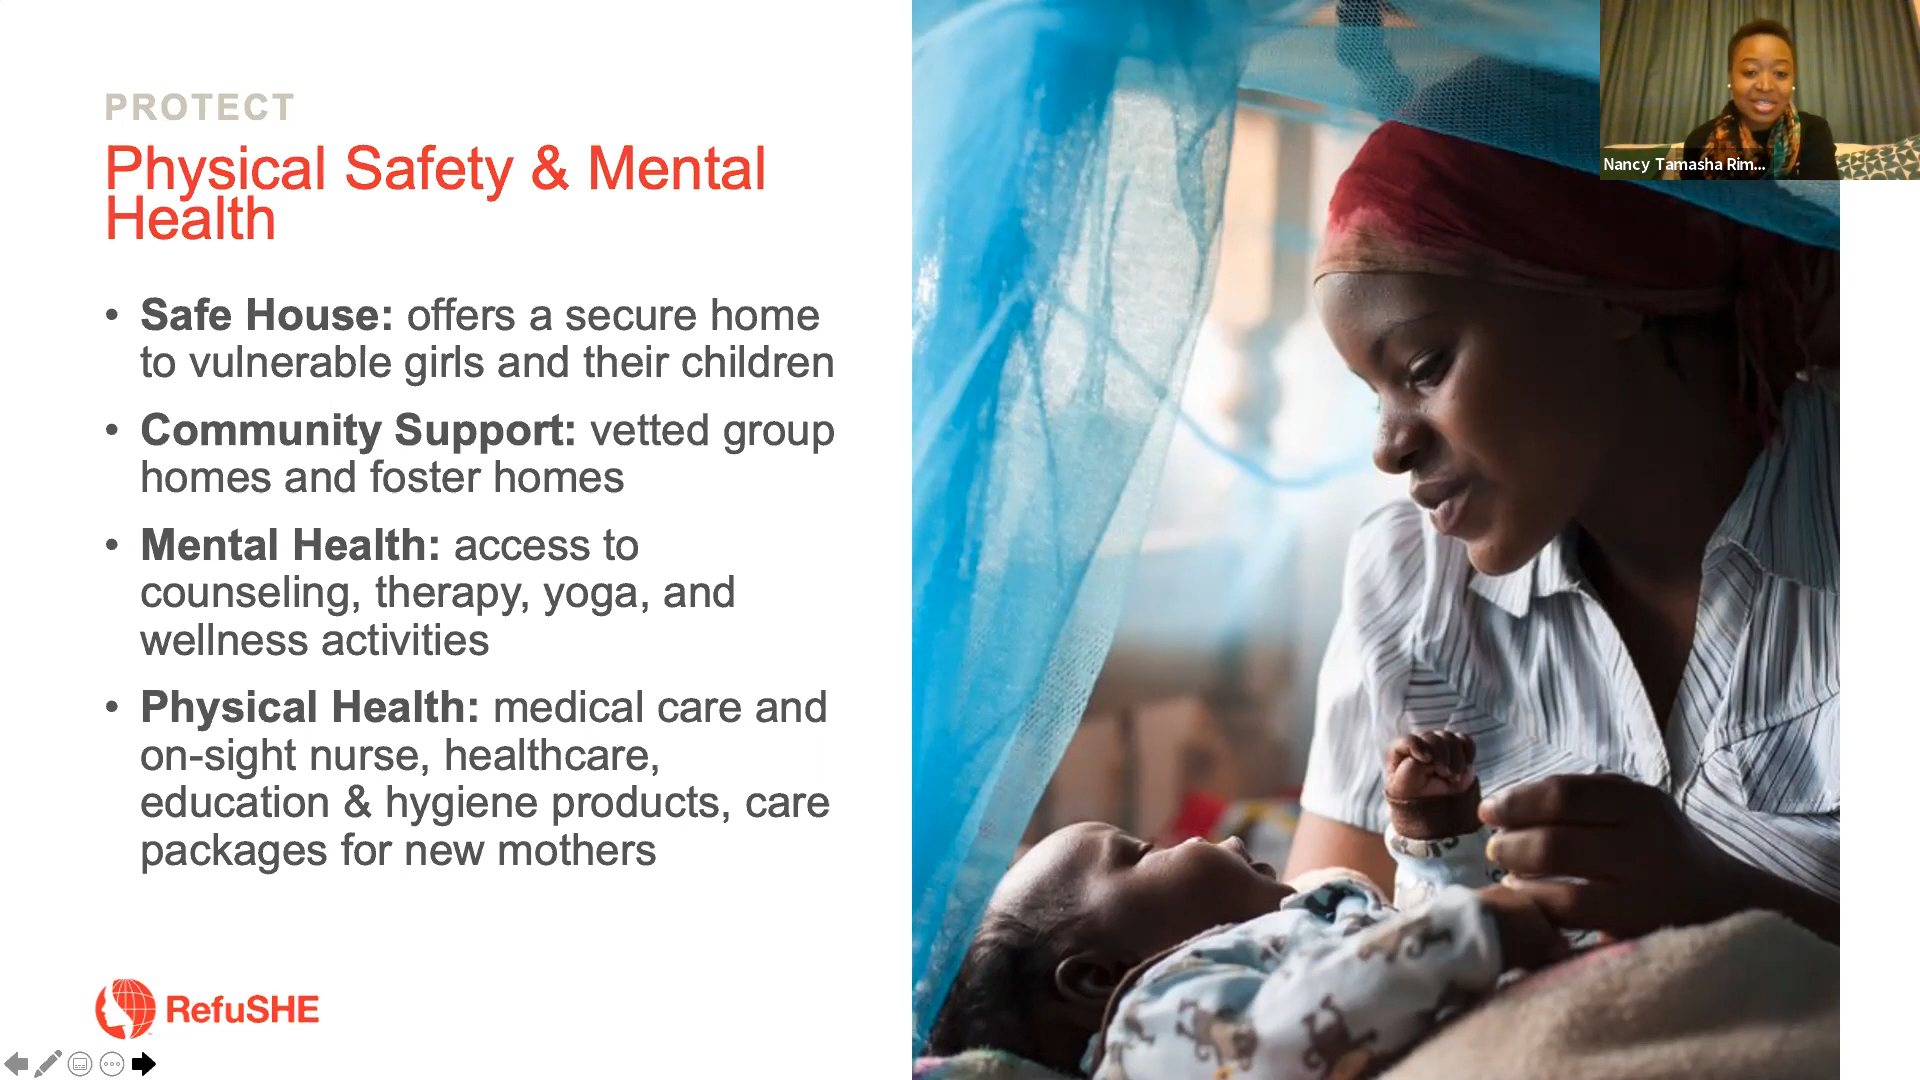 PROTECT
Physical Safety & Mental
Health
• Safe House: offers a secure home
to vulnerable girls and their children
• Community Support: vetted group
homes and foster homes
• Mental Health: access to
counseling, therapy, yoga, and
wellness activities
• Physical Health: medical care and
on-sight nurse, healthcare,
education & hygiene products, care
packages for new mothers
RefuSHE
Nancy Tamasha Rim...